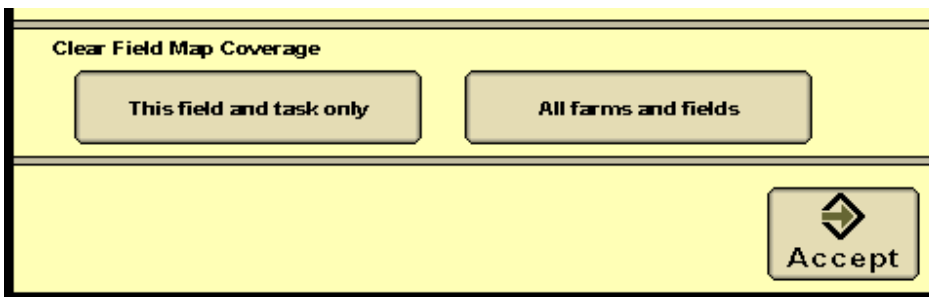 Clear Field Map Coverage
This field and task only
All farms and fields
Accept